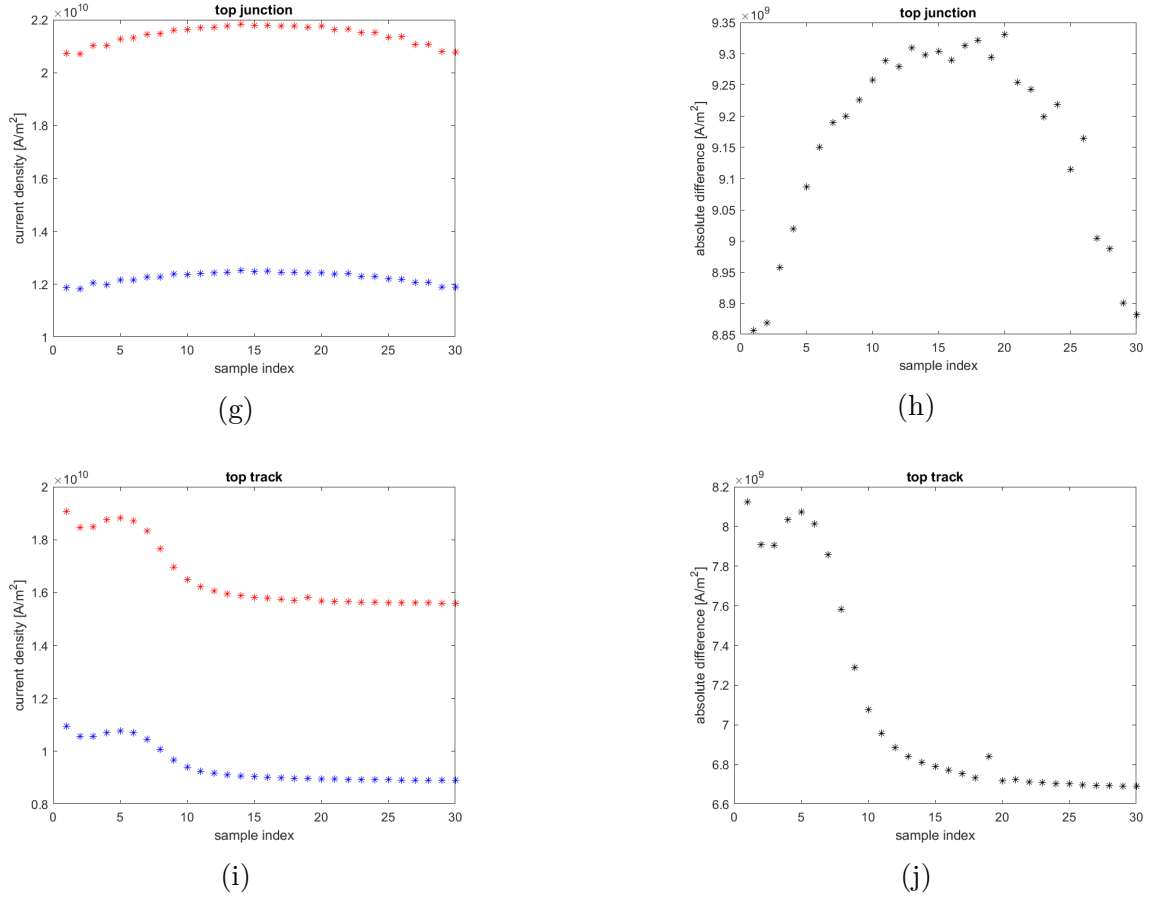 top junction
×10^10
current density [A/m^2]
2.2
2
1.8
1.6
1.4
1.2
1
0 5 10 15 20 25 30
sample index
(g)
top junction
×10^9
absolute difference [A/m^2]
9.35
9.3
9.25
9.2
9.15
9.1
9.05
9
8.95
8.9
8.85
0 5 10 15 20 25 30
sample index
(h)
top track
×10^10
current density [A/m^2]
2
1.8
1.6
1.4
1.2
1
0.8
0 5 10 15 20 25 30
sample index
(i)
top track
×10^9
absolute difference [A/m^2]
8.2
8
7.8
7.6
7.4
7.2
7
6.8
6.6
0 5 10 15 20 25 30
sample index
(j)